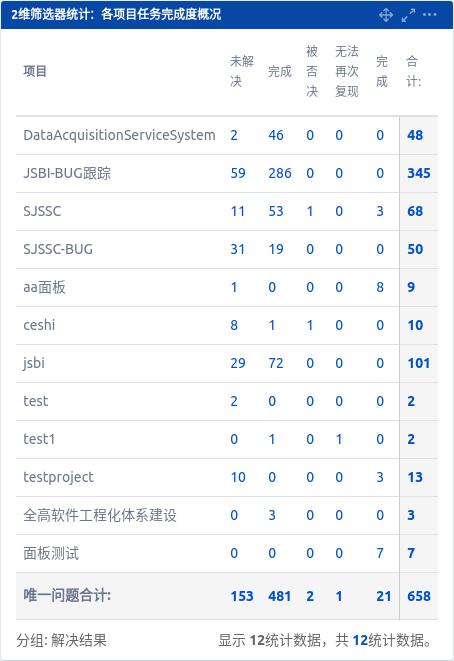 2维筛选器统计：各项目任务完成度概况
项目 未解决 完成 被否决 无法再次复现 完成 合计:
DataAcquisitionServiceSystem 2 46 0 0 0 48
JSBI-BUG跟踪 59 286 0 0 0 345
SJSSC 11 53 1 0 3 68
SJSSC-BUG 31 19 0 0 0 50
aa面板 1 0 0 0 8 9
ceshi 8 1 1 0 0 10
jsbi 29 72 0 0 0 101
test 2 0 0 0 0 2
test1 0 1 0 1 0 2
testproject 10 0 0 0 3 13
全高软件工程化体系建设 0 3 0 0 0 3
面板测试 0 0 0 0 7 7
唯一问题合计: 153 481 2 1 21 658
分组: 解决结果 显示 12统计数据，共 12统计数据。